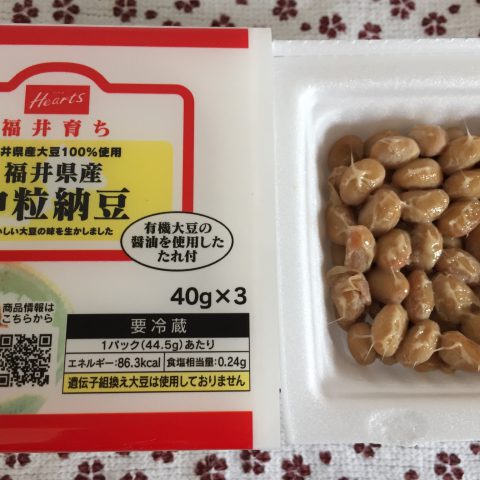 Hearts
福井育ち
井県産大豆100%使用
福井県産
中粒納豆
いしい大豆の味を生かしました
有機大豆の
醤油を使用した
たれ付
40g×3
商品情報は
こちらから
要冷蔵
1パック(44.5g)あたり
エネルギー:86.3kcal 食塩相当量:0.24g
遺伝子組換え大豆は使用しておりません